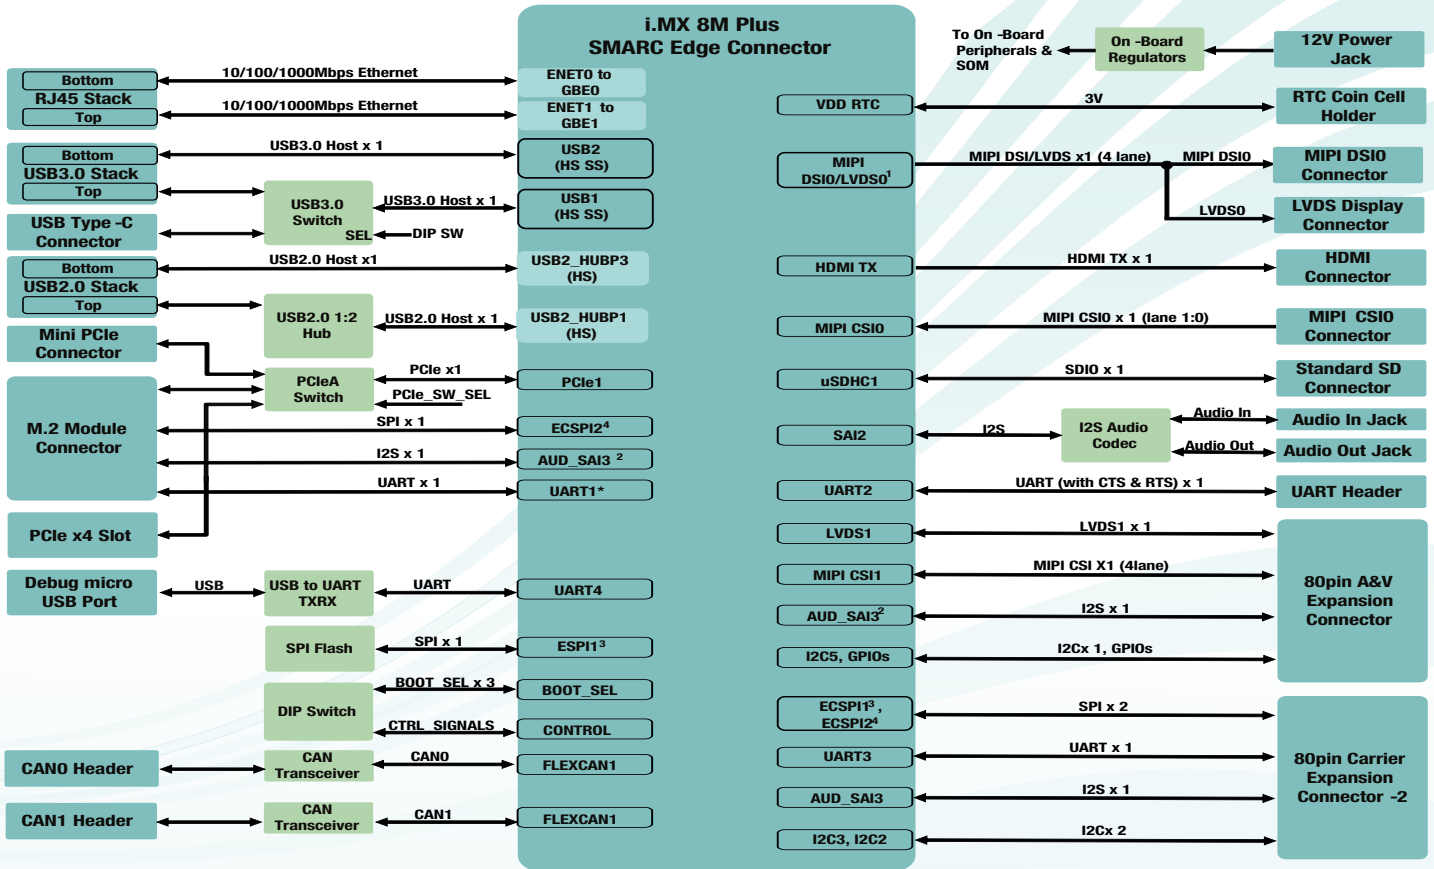 i.MX 8M Plus
SMARC Edge Connector
Bottom
RJ45 Stack
Top
10/100/1000Mbps Ethernet
10/100/1000Mbps Ethernet
ENET0 to
GBE0
ENET1 to
GBE1
Bottom
USB3.0 Stack
Top
USB3.0 Host x 1
USB2
(HS SS)
USB3.0
Switch
SEL
USB3.0 Host x 1
DIP SW
USB1
(HS SS)
USB Type -C
Connector
Bottom
USB2.0 Stack
Top
USB2.0 Host x1
USB2_HUBP3
(HS)
USB2.0 1:2
Hub
USB2.0 Host x 1
USB2_HUBP1
(HS)
Mini PCIe
Connector
PCIeA
Switch
PCIe x1
PCIe_SW_SEL
PCIe1
M.2 Module
Connector
SPI x 1
ECSPI2⁴
I2S x 1
AUD_SAI3 ²
UART x 1
UART1*
PCIe x4 Slot
Debug micro
USB Port
USB
USB to UART
TXRX
UART
UART4
SPI Flash
SPI x 1
ESPI1³
DIP Switch
BOOT_SEL x 3
BOOT_SEL
CTRL_SIGNALS
CONTROL
CAN0 Header
CAN
Transceiver
CAN0
FLEXCAN1
CAN1 Header
CAN
Transceiver
CAN1
FLEXCAN1
To On -Board
Peripherals &
SOM
On -Board
Regulators
12V Power
Jack
VDD RTC
3V
RTC Coin Cell
Holder
MIPI
DSI0/LVDS0¹
MIPI DSI/LVDS x1 (4 lane)
MIPI DSI0
MIPI DSI0
Connector
LVDS0
LVDS Display
Connector
HDMI TX
HDMI TX x 1
HDMI
Connector
MIPI CSI0
MIPI CSI0 x 1 (lane 1:0)
MIPI CSI0
Connector
uSDHC1
SDIO x 1
Standard SD
Connector
SAI2
I2S
I2S Audio
Codec
Audio In
Audio In Jack
Audio Out
Audio Out Jack
UART2
UART (with CTS & RTS) x 1
UART Header
LVDS1
LVDS1 x 1
MIPI CSI1
MIPI CSI X1 (4lane)
AUD_SAI3²
I2S x 1
I2C5, GPIOs
I2Cx 1, GPIOs
80pin A&V
Expansion
Connector
ECSPI1³ ,
ECSPI2⁴
SPI x 2
UART3
UART x 1
AUD_SAI3
I2S x 1
I2C3, I2C2
I2Cx 2
80pin Carrier
Expansion
Connector -2